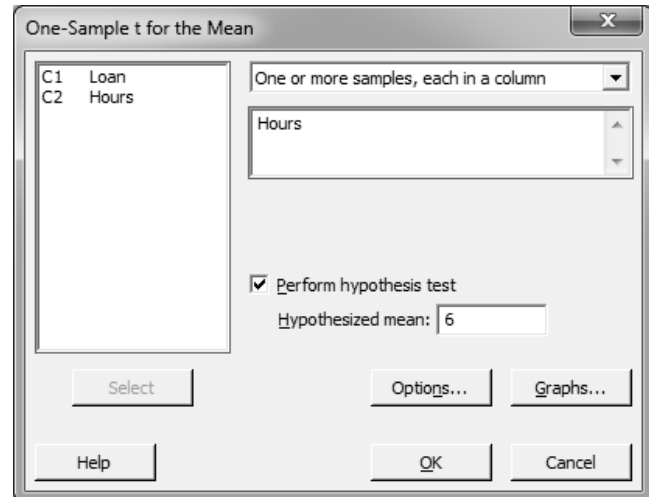 One-Sample t for the Mean
x
C1 Loan
C2 Hours
One or more samples, each in a column
Hours
Perform hypothesis test
Hypothesized mean: 6
Select
Options...
Graphs...
Help
OK
Cancel